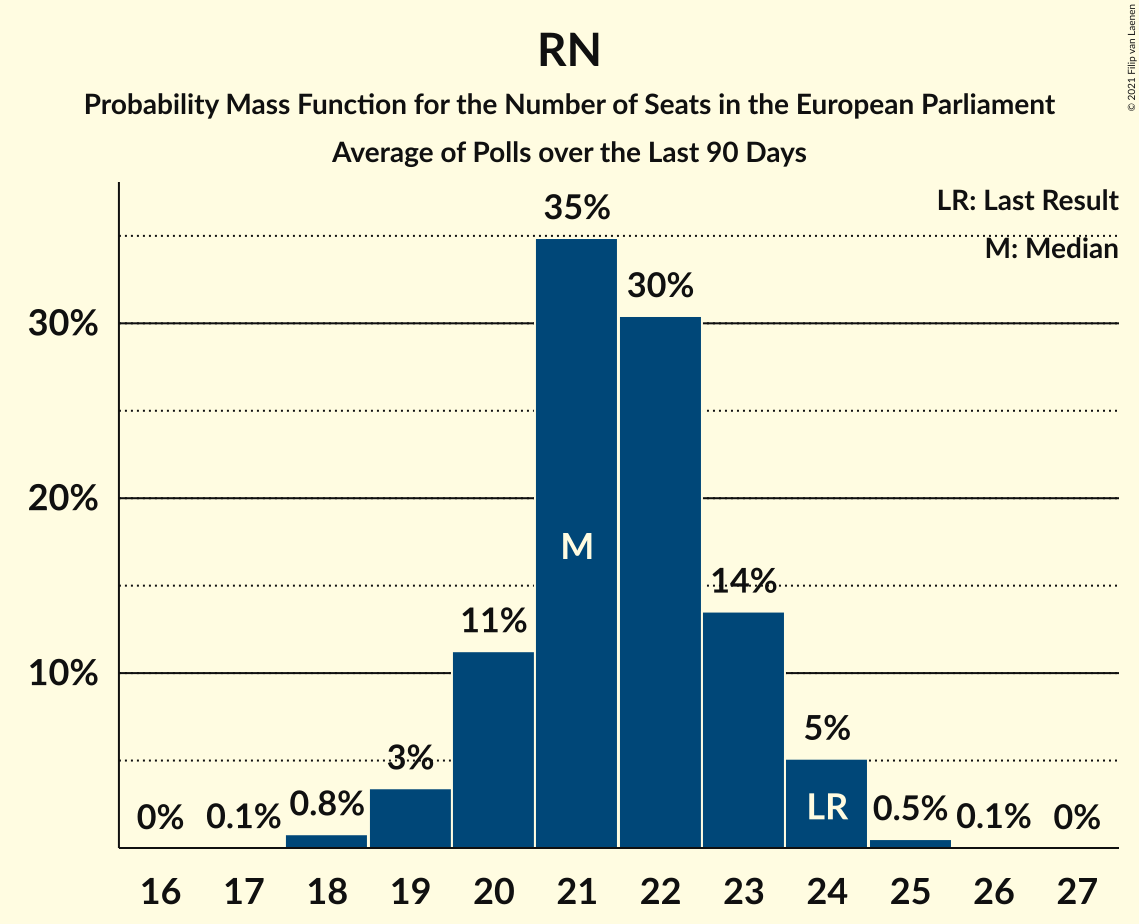 RN
Probability Mass Function for the Number of Seats in the European Parliament
Average of Polls over the Last 90 Days
© 2021 Filip van Laenen
LR: Last Result
M: Median
35%
30%
30%
20%
14%
11%
10%
5%
3%
0%
0.1%
0.8%
0.5%
0.1%
0%
M
LR
16 17 18 19 20 21 22 23 24 25 26 27